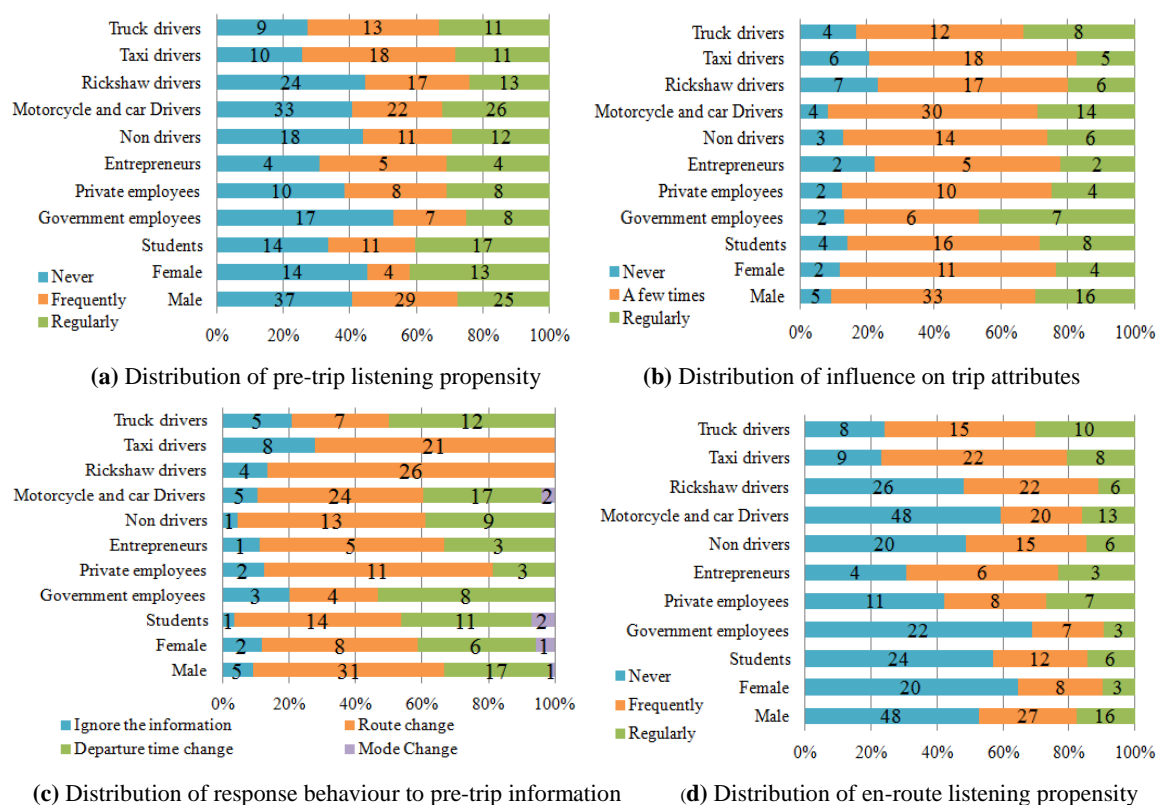 Truck drivers 9 13 11
Taxi drivers 10 18 11
Rickshaw drivers 24 17 13
Motorcycle and car Drivers 33 22 26
Non drivers 18 11 12
Entrepreneurs 4 5 4
Private employees 10 8 8
Government employees 17 7 8
Students 14 11 17
Female 14 4 13
Male 37 29 25
Never
Frequently
Regularly
0% 20% 40% 60% 80% 100%
(a) Distribution of pre-trip listening propensity
Truck drivers 4 12 8
Taxi drivers 6 18 5
Rickshaw drivers 7 17 6
Motorcycle and car Drivers 4 30 14
Non drivers 3 14 6
Entrepreneurs 2 5 2
Private employees 2 10 4
Government employees 2 6 7
Students 4 16 8
Female 2 11 4
Male 5 33 16
Never
A few times
Regularly
0% 20% 40% 60% 80% 100%
(b) Distribution of influence on trip attributes
Truck drivers 5 7 12
Taxi drivers 8 21
Rickshaw drivers 4 26
Motorcycle and car Drivers 5 24 17 2
Non drivers 1 13 9
Entrepreneurs 1 5 3
Private employees 2 11 3
Government employees 3 4 8
Students 1 14 11 2
Female 2 8 6 1
Male 5 31 17 1
0% 20% 40% 60% 80% 100%
Ignore the information Route change
Departure time change Mode Change
(c) Distribution of response behaviour to pre-trip information
Truck drivers 8 15 10
Taxi drivers 9 22 8
Rickshaw drivers 26 22 6
Motorcycle and car Drivers 48 20 13
Non drivers 20 15 6
Entrepreneurs 4 6 3
Private employees 11 8 7
Government employees 22 7 3
Students 24 12 6
Female 20 8 3
Male 48 27 16
Never
Frequently
Regularly
0% 20% 40% 60% 80% 100%
(d) Distribution of en-route listening propensity